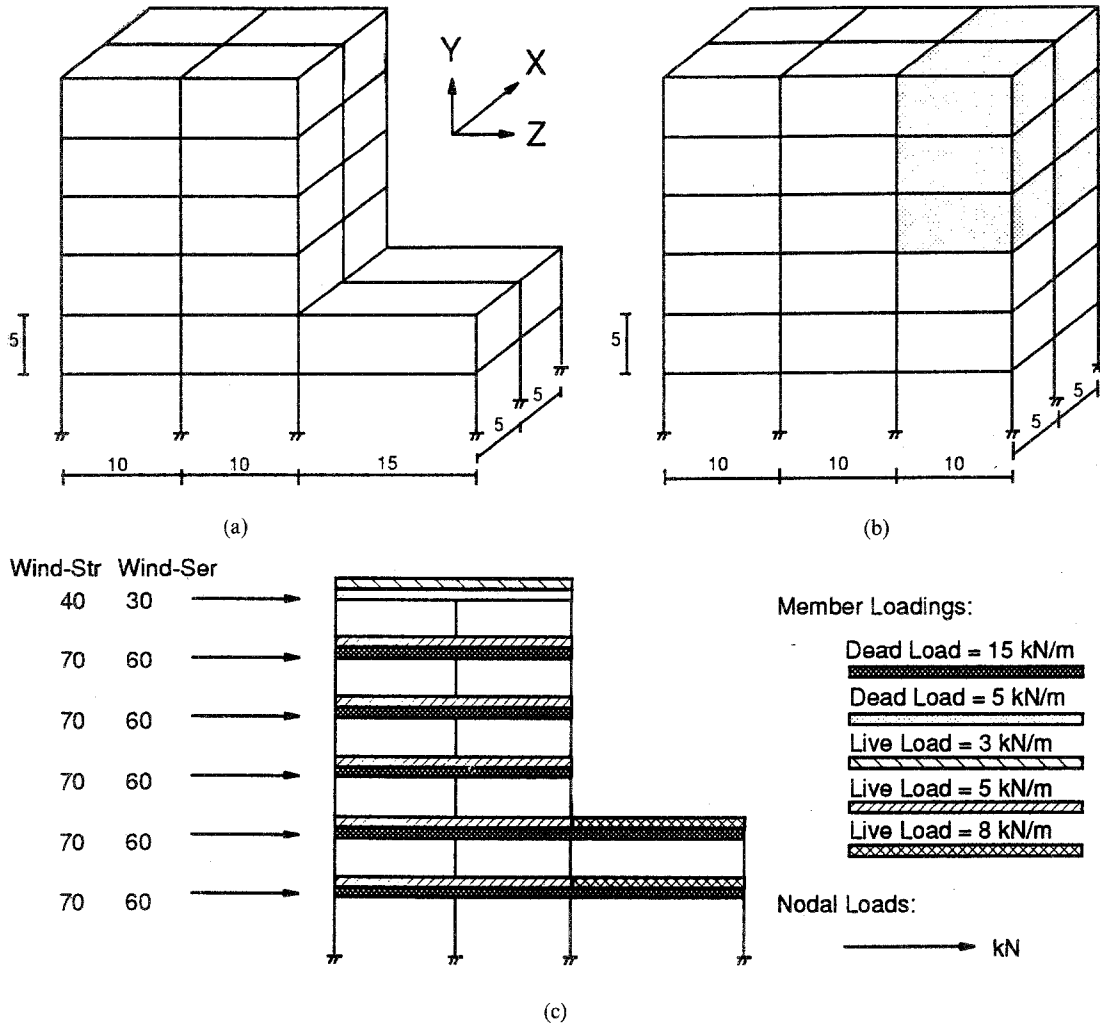 Y
X
Z
5
5
5
5
5
5
10
10
15
10
10
10
(a)
(b)
Wind-Str Wind-Ser
40 30
70 60
70 60
70 60
70 60
70 60
Member Loadings:
Dead Load = 15 kN/m
Dead Load = 5 kN/m
Live Load = 3 kN/m
Live Load = 5 kN/m
Live Load = 8 kN/m
Nodal Loads:
kN
(c)